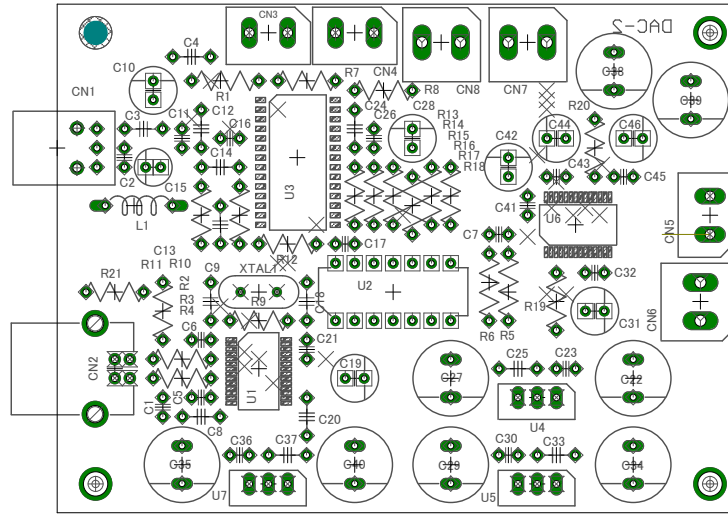 CN3
DAC-2
C4
C10
CN1
R1
R7
CN4
R8
CN8
CN7
C38
C39
C3
C11
C12
C16
C24
C26
C28
R13
R14
R15
R16
R17
R18
C42
R20
C44
C46
C2
C14
C15
U3
C43
C45
C41
U6
L1
R12
C17
C7
CN5
C13
R11
R10
C9
XTAL1
U2
C32
R21
R2
R3
R4
R9
C18
R6
R5
R19
C31
CN6
C6
C21
CN2
C19
C27
C25
C23
C22
U1
C1
C5
C8
C20
U4
C35
C36
C37
C40
C29
C30
C33
C34
U7
U5